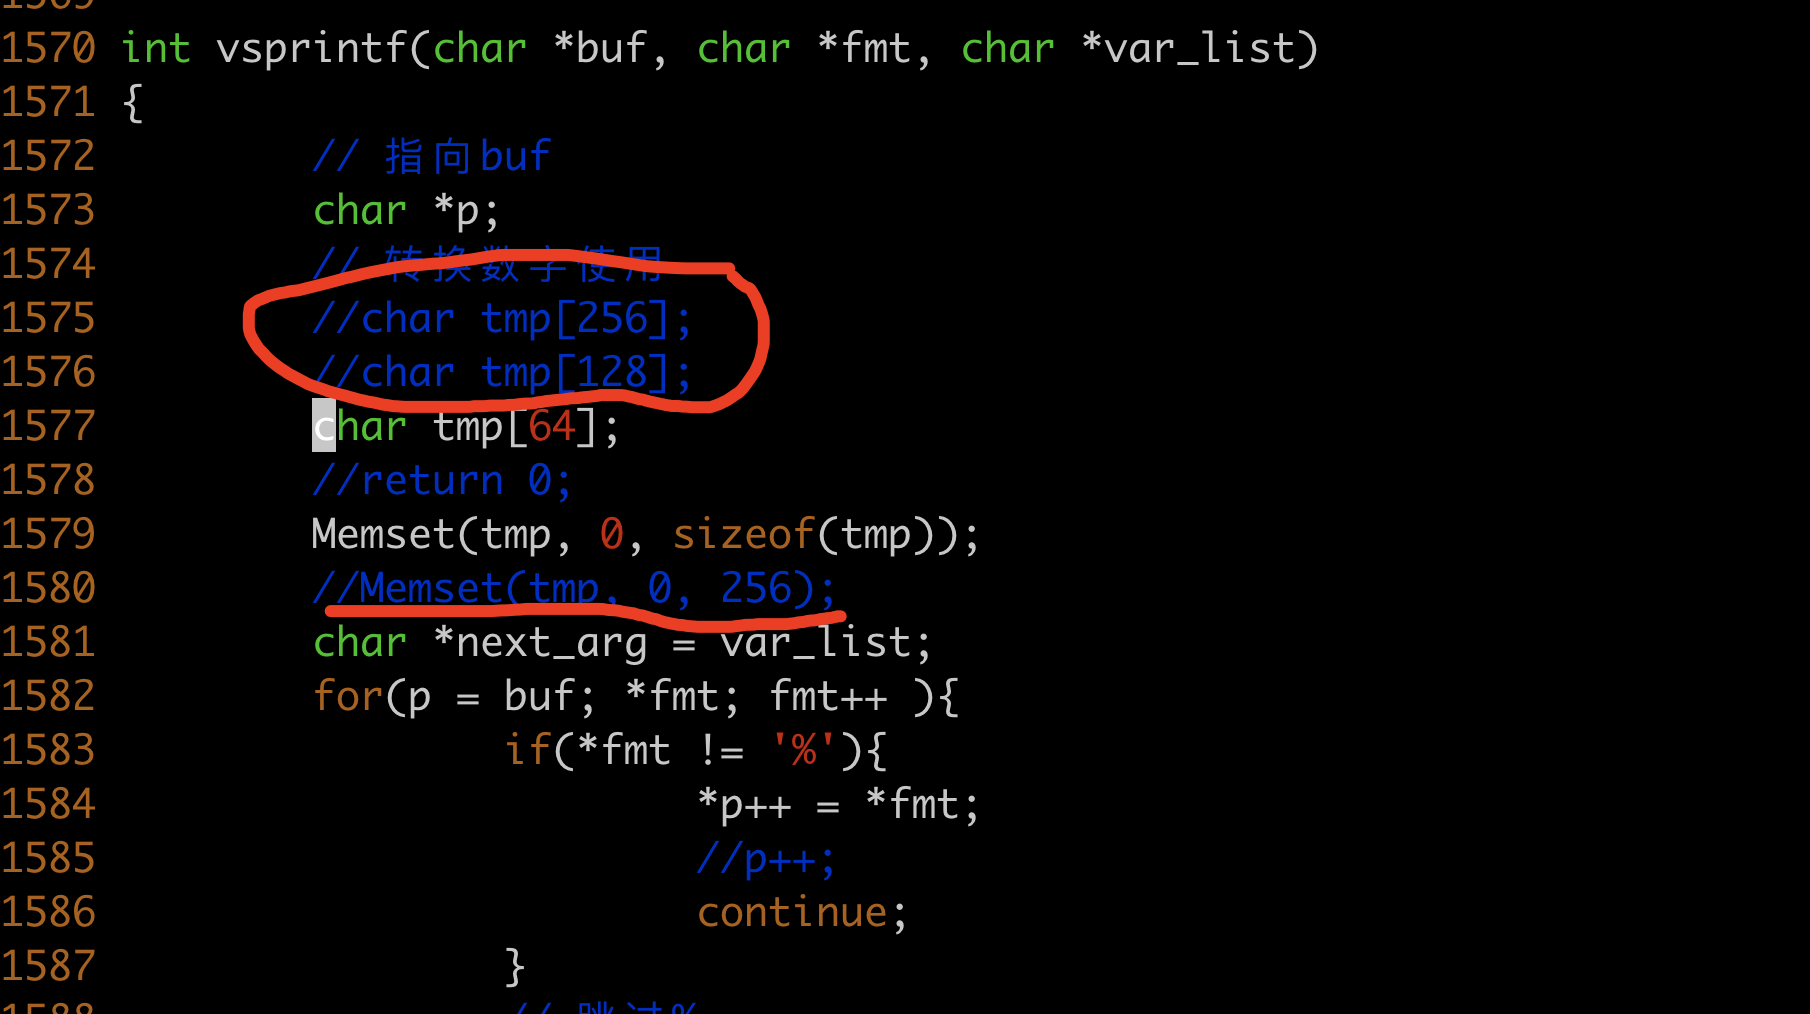 1569
1570 int vsprintf(char *buf, char *fmt, char *var_list)
1571 {
1572 // 指向buf
1573 char *p;
1574 // 转换数字使用
1575 //char tmp[256];
1576 //char tmp[128];
1577 char tmp[64];
1578 //return 0;
1579 Memset(tmp, 0, sizeof(tmp));
1580 //Memset(tmp, 0, 256);
1581 char *next_arg = var_list;
1582 for(p = buf; *fmt; fmt++ ){
1583 if(*fmt != '%'){
1584 *p++ = *fmt;
1585 //p++;
1586 continue;
1587 }
1588 // 跳过%